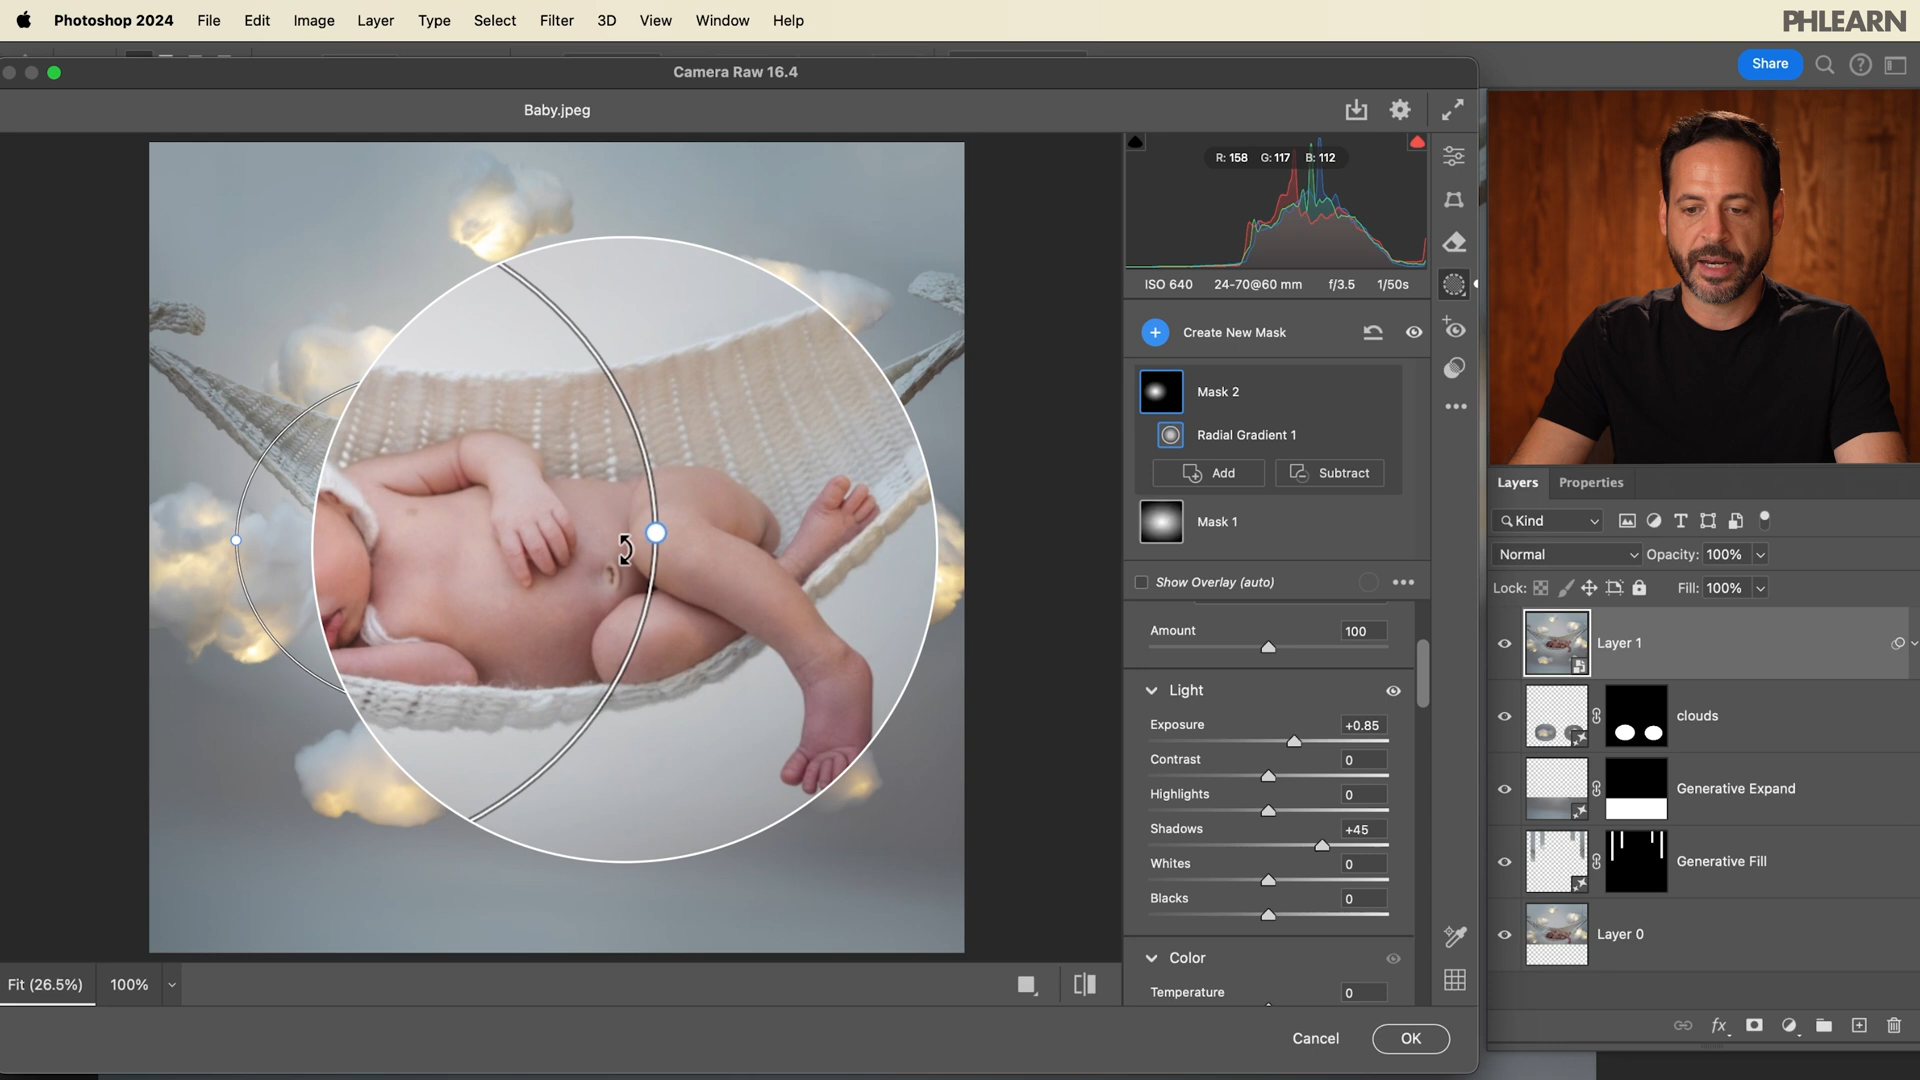 Photoshop 2024 File Edit Image Layer Type Select Filter 3D View Window Help
PHLEARN
Camera Raw 16.4
Share
Baby.jpeg
R: 158 G: 117 B: 112
ISO 640 24-70@60 mm f/3.5 1/50s
Create New Mask
Mask 2
Radial Gradient 1
Add Subtract
Mask 1
Show Overlay (auto)
Amount 100
Light
Exposure +0.85
Contrast 0
Highlights 0
Shadows +45
Whites 0
Blacks 0
Color
Temperature 0
Fit (26.5%) 100%
Cancel OK
Layers Properties
Kind
Normal Opacity: 100%
Lock: Fill: 100%
Layer 1
clouds
Generative Expand
Generative Fill
Layer 0
fx